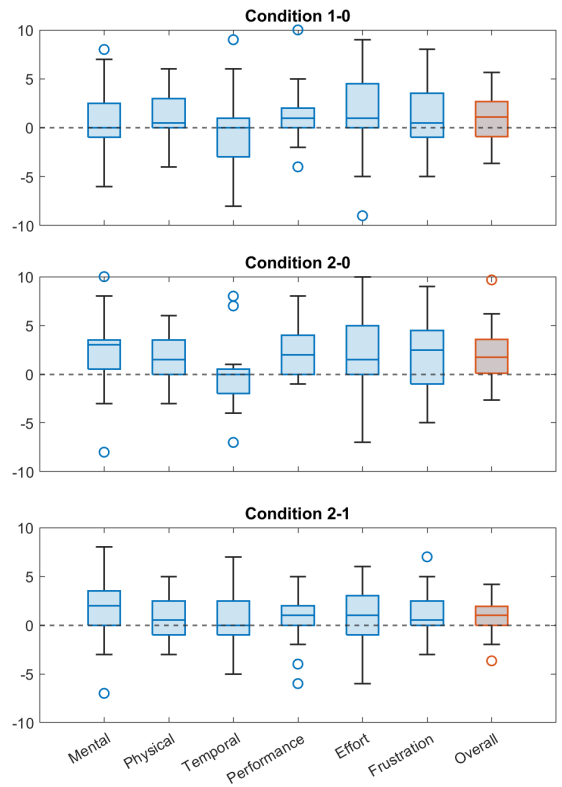 Condition 1-0
10
5
0
-5
-10
Condition 2-0
10
5
0
-5
-10
Condition 2-1
10
5
0
-5
-10
Mental
Physical
Temporal
Performance
Effort
Frustration
Overall